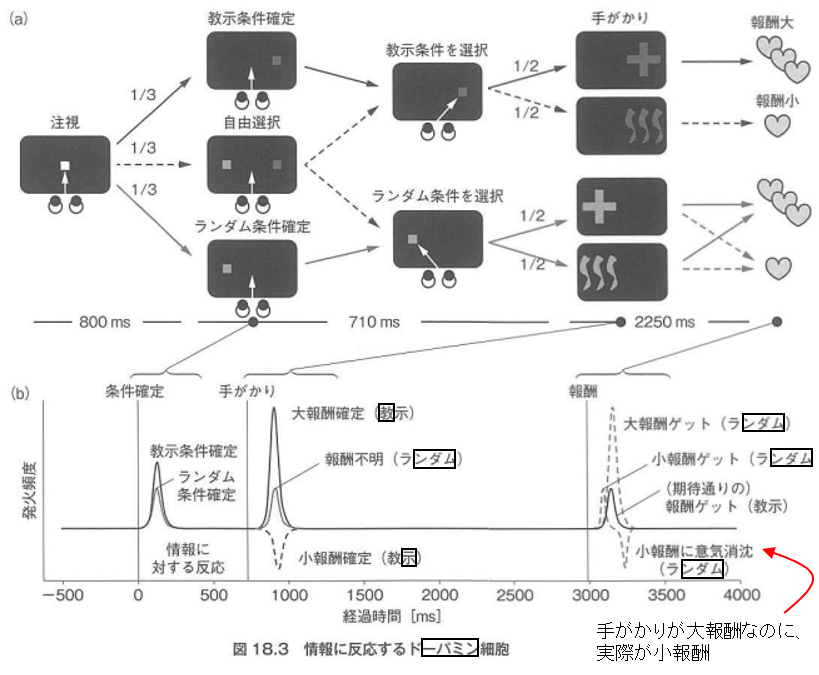 (a)
教示条件確定
手がかり
報酬大
教示条件を選択
1/2
1/3
1/2
報酬小
注視
自由選択
1/3
1/3
ランダム条件を選択
ランダム条件確定
1/2
1/2
800 ms
710 ms
2250 ms
(b)
条件確定
手がかり
報酬
大報酬確定（教示）
大報酬ゲット（ランダム）
教示条件確定
報酬不明（ランダム）
小報酬ゲット（ランダム
ランダム
条件確定
（期待通りの）
報酬ゲット（教示）
発火頻度
情報に
対する反応
小報酬確定（教示）
小報酬に意気消沈
（ランダム）
-500
0
500
1000
1500
2000
2500
3000
3500
4000
経過時間［ms］
手がかりが大報酬なのに、
実際が小報酬
図 18.3　情報に反応するドーパミン細胞